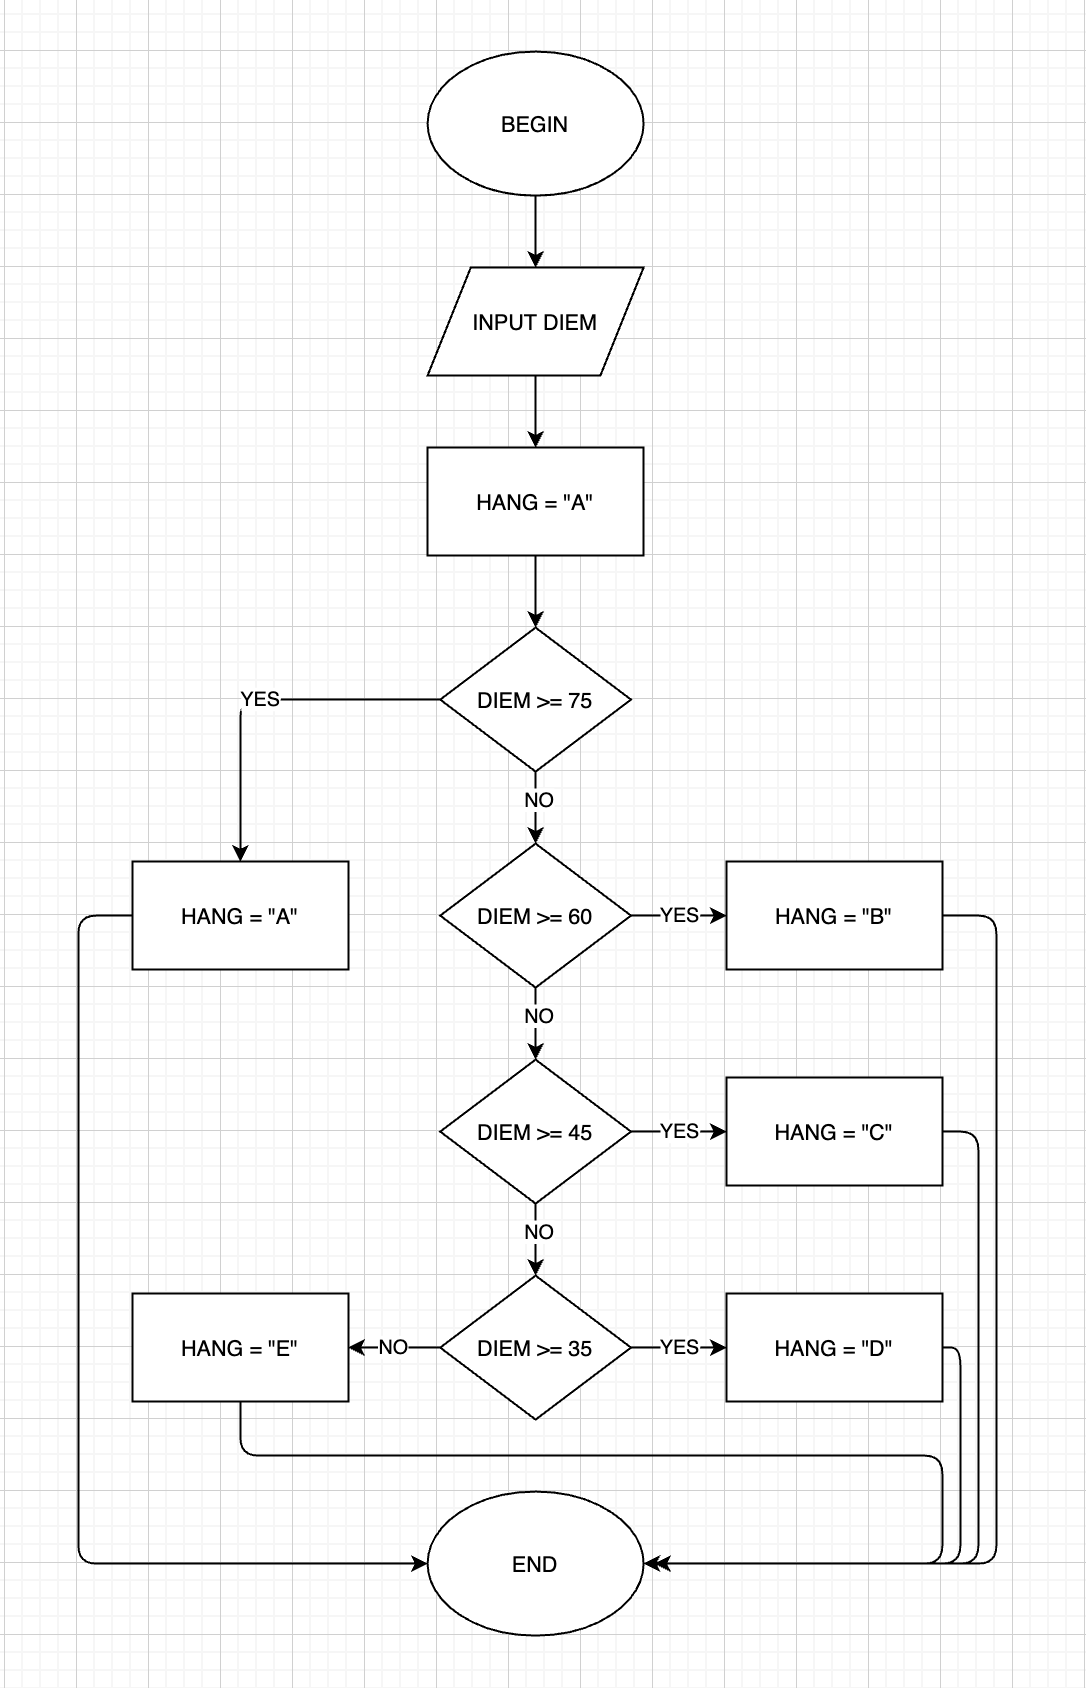 BEGIN
INPUT DIEM
HANG = "A"
DIEM >= 75
YES
NO
HANG = "A"
DIEM >= 60
YES
HANG = "B"
NO
DIEM >= 45
YES
HANG = "C"
NO
HANG = "E"
NO
DIEM >= 35
YES
HANG = "D"
END